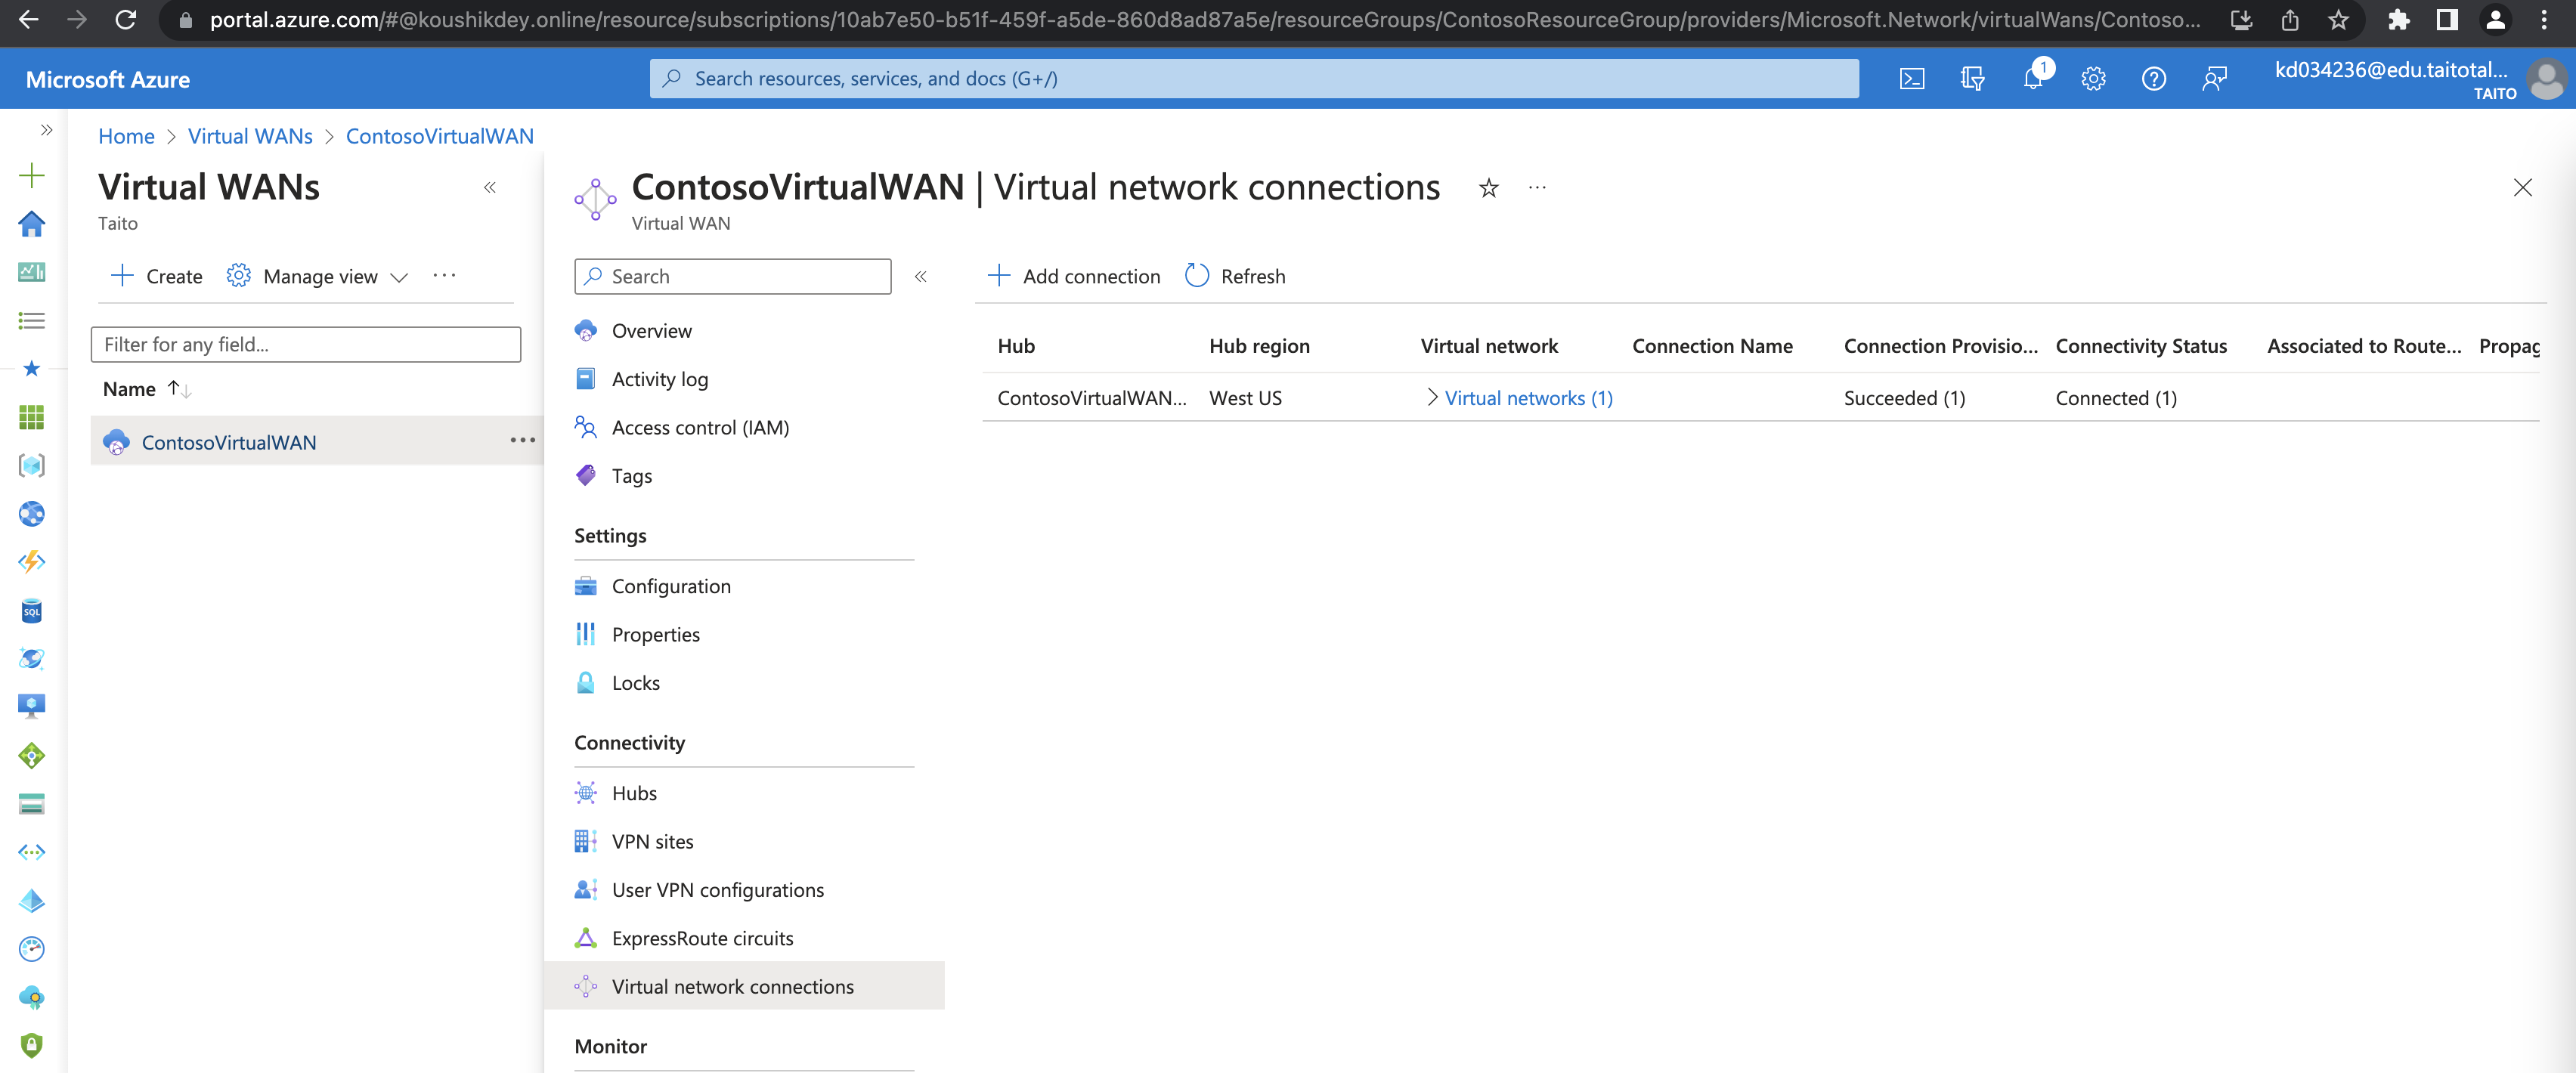 portal.azure.com/#@koushikdey.online/resource/subscriptions/10ab7e50-b51f-459f-a5de-860d8ad87a5e/resourceGroups/ContosoResourceGroup/providers/Microsoft.Network/virtualWans/Contoso...
Microsoft Azure
Search resources, services, and docs (G+/)
1
kd034236@edu.taitotal...
TAITO
Home > Virtual WANs > ContosoVirtualWAN
Virtual WANs
Taito
Create
Manage view
Filter for any field...
Name
ContosoVirtualWAN
ContosoVirtualWAN | Virtual network connections
Virtual WAN
Search
Overview
Activity log
Access control (IAM)
Tags
Settings
Configuration
Properties
Locks
Connectivity
Hubs
VPN sites
User VPN configurations
ExpressRoute circuits
Virtual network connections
Monitor
Add connection
Refresh
Hub Hub region Virtual network Connection Name Connection Provisio... Connectivity Status Associated to Route... Propag
ContosoVirtualWAN... West US Virtual networks (1) Succeeded (1) Connected (1)
SQL